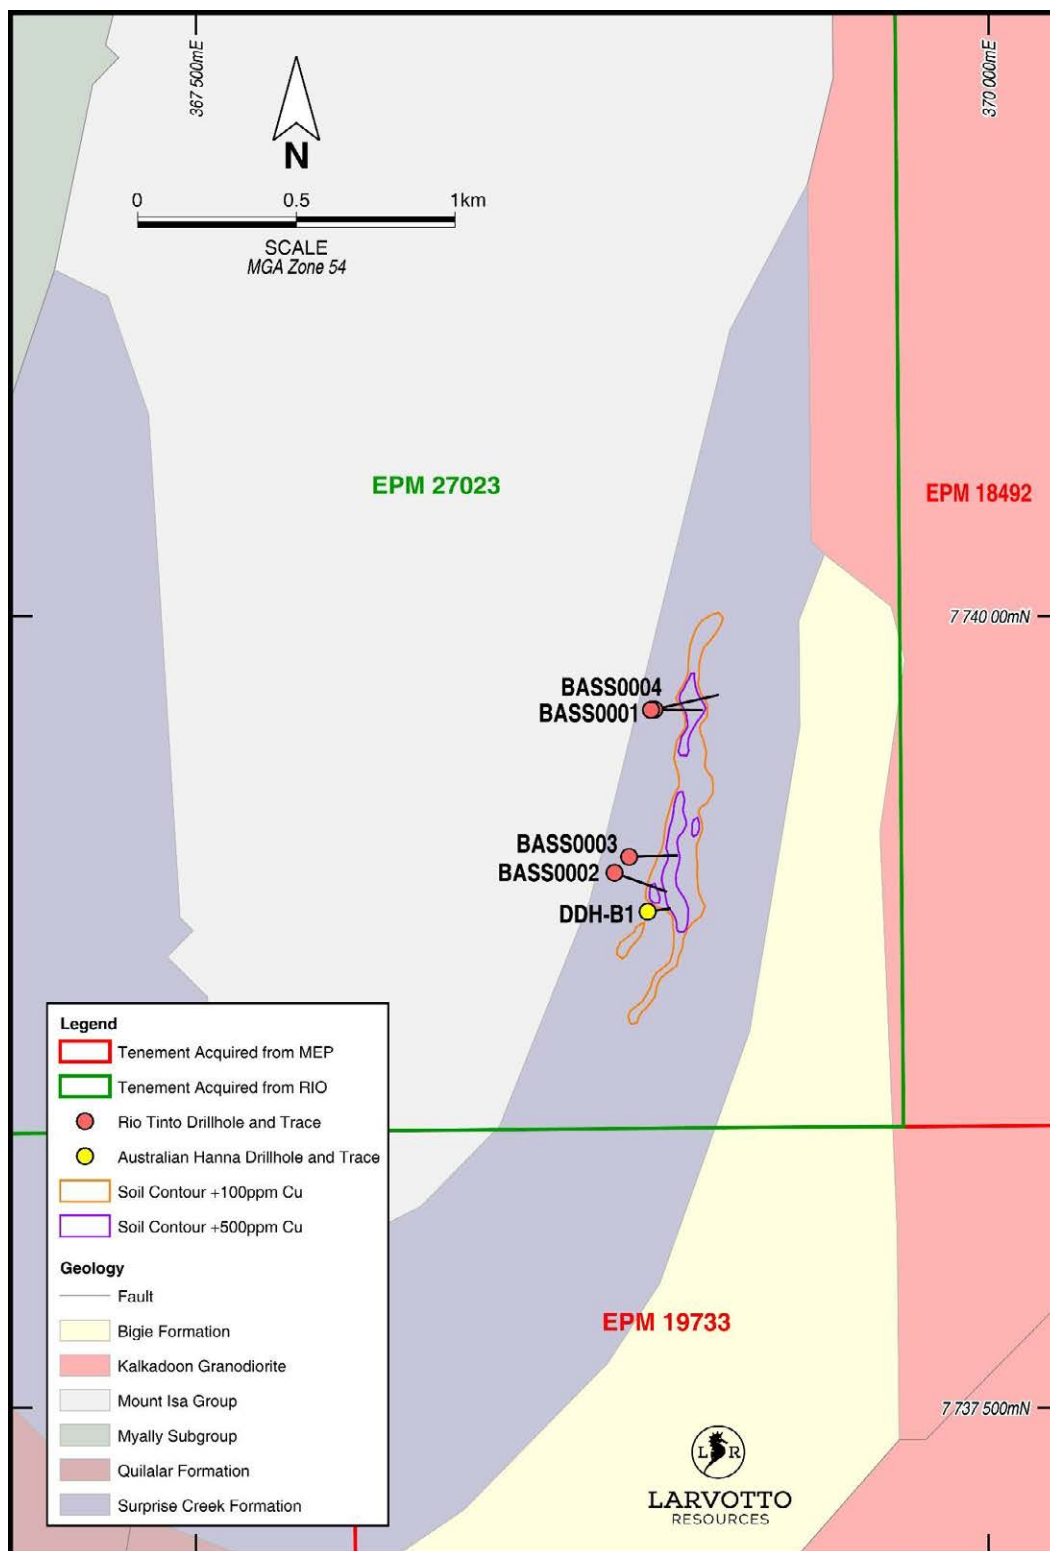 367 500mE
370 000mE
N
0 0.5 1km
SCALE
MGA Zone 54
EPM 27023
EPM 18492
7 740 00mN
BASS0004
BASS0001
BASS0003
BASS0002
DDH-B1
Legend
Tenement Acquired from MEP
Tenement Acquired from RIO
Rio Tinto Drillhole and Trace
Australian Hanna Drillhole and Trace
Soil Contour +100ppm Cu
Soil Contour +500ppm Cu
Geology
Fault
Bigie Formation
Kalkadoon Granodiorite
Mount Isa Group
Myally Subgroup
Quilalar Formation
Surprise Creek Formation
EPM 19733
7 737 500mN
L R
LARVOTTO
RESOURCES